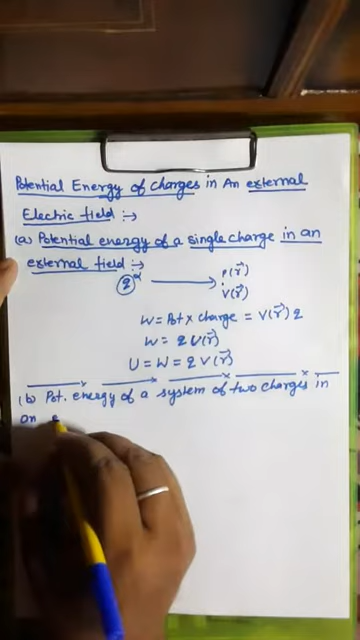 Potential Energy of charges in An external
Electric field :→
(a) Potential energy of a single charge in an
external field :→
q ∞ → P(r⃗)
V(r⃗)
W = Pot × charge = V(r⃗) q
W = q V(r⃗)
U = W = q V(r⃗)
(b) Pot. energy of a system of two charges in
an